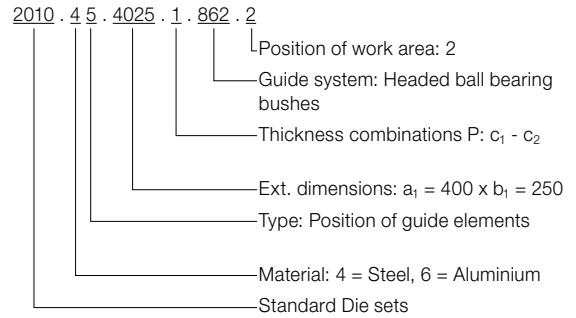 2010 . 4 5 . 4025 . 1 . 862 . 2
Position of work area: 2
Guide system: Headed ball bearing
bushes
Thickness combinations P: c₁ - c₂
Ext. dimensions: a₁ = 400 x b₁ = 250
Type: Position of guide elements
Material: 4 = Steel, 6 = Aluminium
Standard Die sets